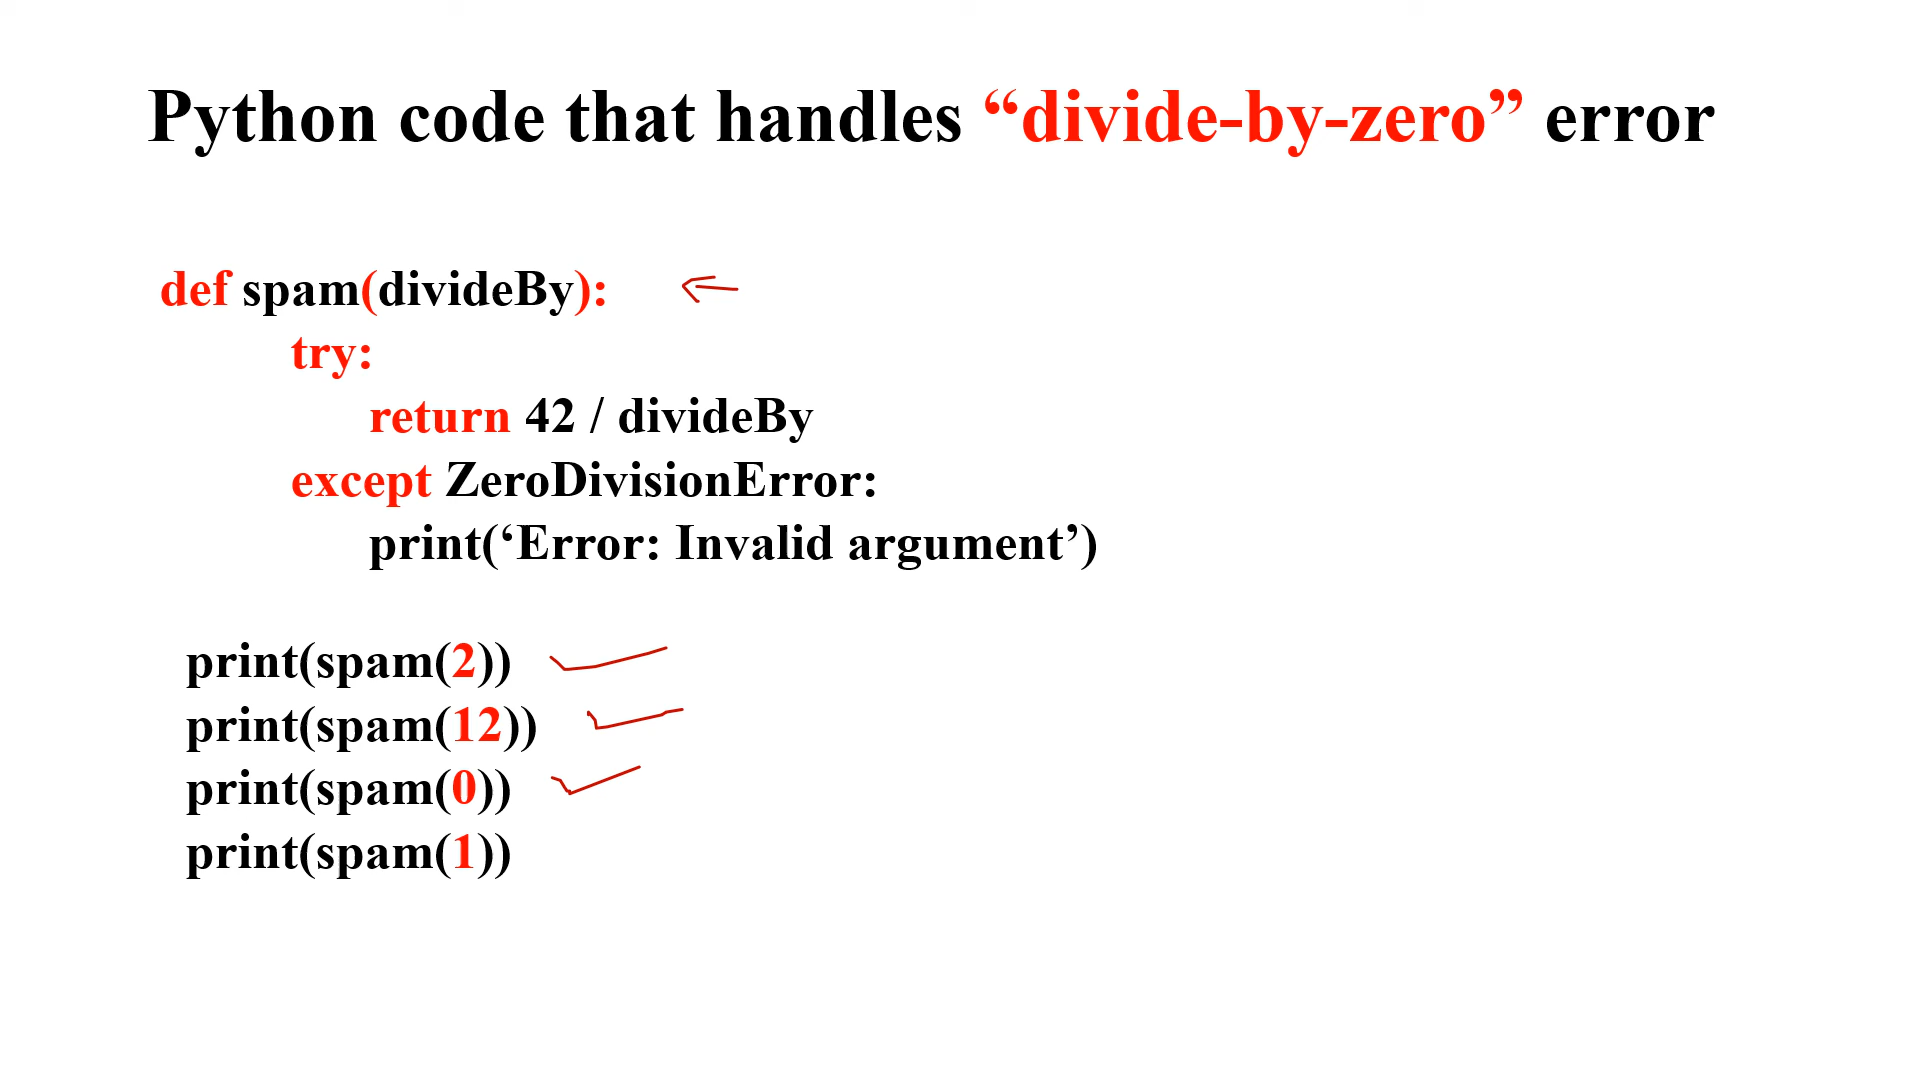 Python code that handles “divide-by-zero” error
def spam(divideBy):
try:
return 42 / divideBy
except ZeroDivisionError:
print(‘Error: Invalid argument’)
print(spam(2))
print(spam(12))
print(spam(0))
print(spam(1))